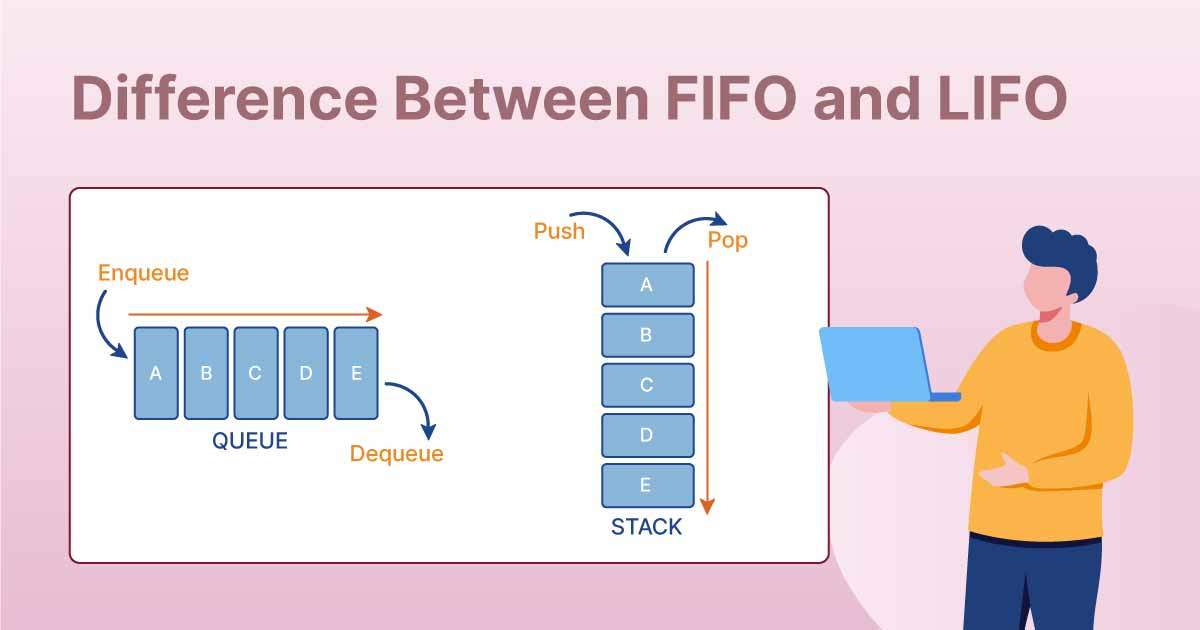 Difference Between FIFO and LIFO
Enqueue
A B C D E
QUEUE
Dequeue
Push
Pop
A
B
C
D
E
STACK